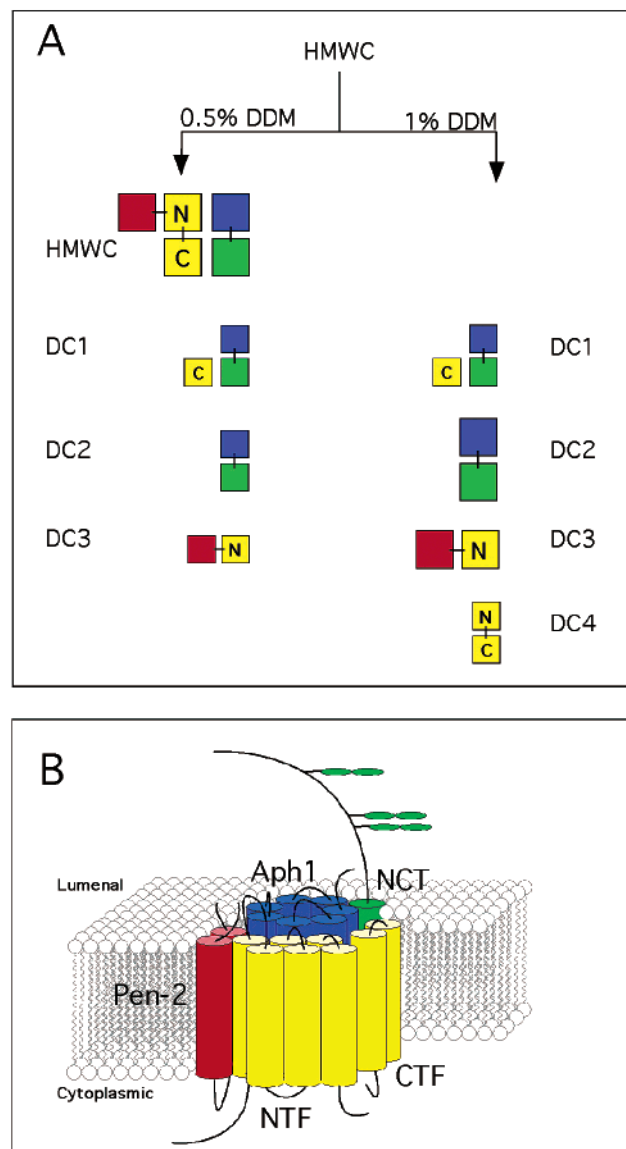 A
HMWC
0.5% DDM 1% DDM
N
HMWC
C
DC1 C C DC1
DC2 DC2
DC3 N N DC3
N
DC4
C
B
Aph1 NCT
Lumenal
Pen-2
CTF
Cytoplasmic
NTF